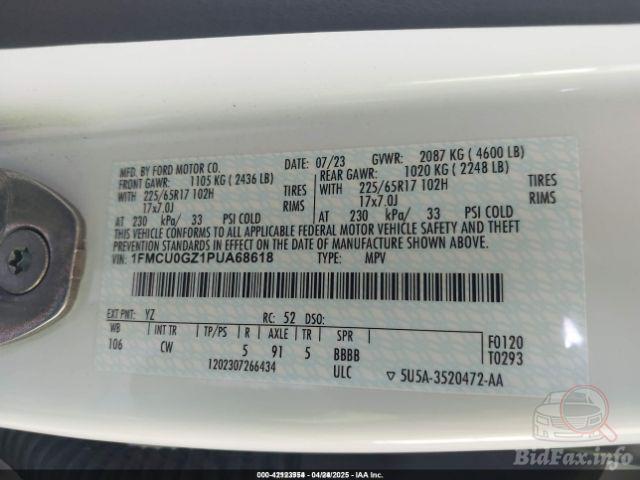 MFD. BY FORD MOTOR CO. DATE: 07/23 GVWR: 2087 KG ( 4600 LB)
FRONT GAWR: 1105 KG ( 2436 LB) REAR GAWR: 1020 KG ( 2248 LB)
WITH 225/65R17 102H TIRES WITH 225/65R17 102H TIRES
17x7.0J RIMS 17x7.0J RIMS
AT 230 kPa/ 33 PSI COLD AT 230 kPa/ 33 PSI COLD
THIS VEHICLE CONFORMS TO ALL APPLICABLE FEDERAL MOTOR VEHICLE SAFETY AND THEFT
PREVENTION STANDARDS IN EFFECT ON THE DATE OF MANUFACTURE SHOWN ABOVE.
VIN: 1FMCU0GZ1PUA68618 TYPE: MPV
EXT PNT: YZ RC: 52 DSO:
WB INT TR TP/PS R AXLE TR SPR F0120
106 CW 5 91 5 BBBB T0293
1202307266434 ULC ▽ 5U5A-3520472-AA
BidFax.info
04/24/2025 - IAA Inc.